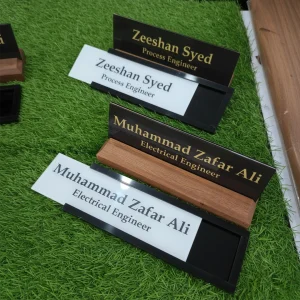 Zeeshan Syed
Process Engineer
Zeeshan Syed
Process Engineer
Muhammad Zafar Ali
Electrical Engineer
Muhammad Zafar Ali
Electrical Engineer